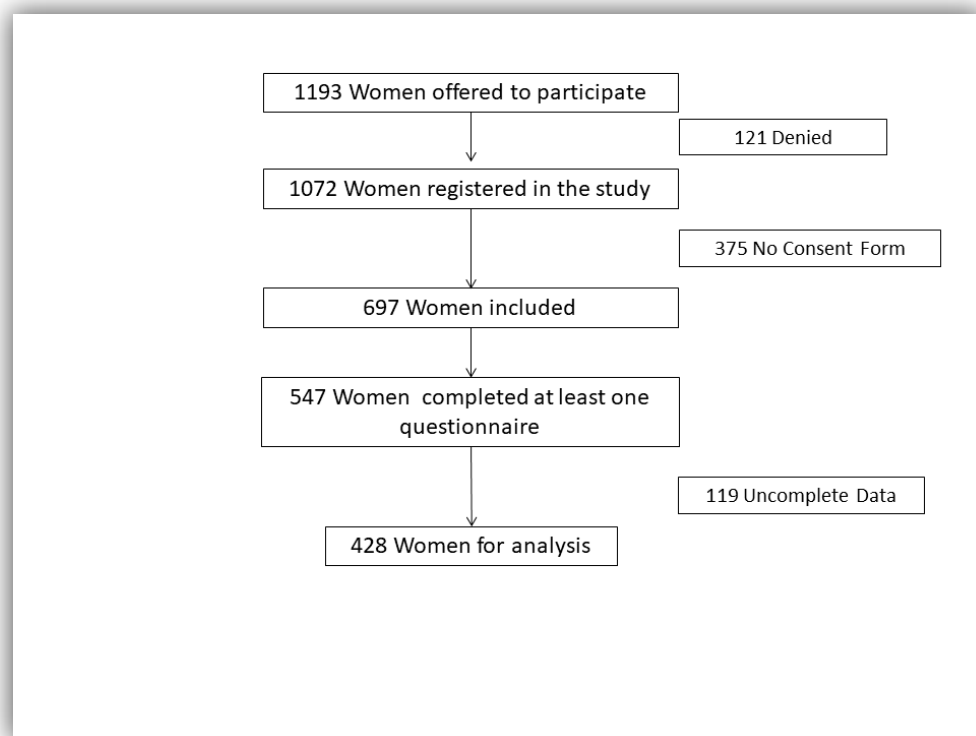 1193 Women offered to participate
121 Denied
1072 Women registered in the study
375 No Consent Form
697 Women included
547 Women completed at least one
questionnaire
119 Uncomplete Data
428 Women for analysis